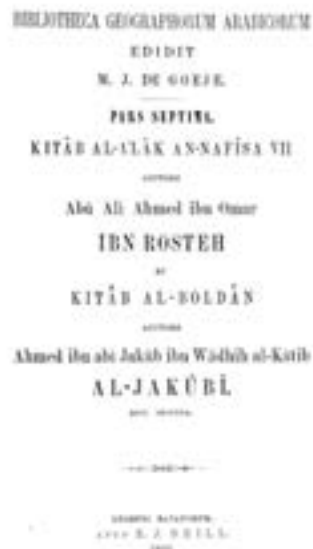 BIBLIOTHECA GEOGRAPHORUM ARABICORUM
EDIDIT
M. J. DE GOEJE.
PARS SEPTIMA.
KITÂB AL-A'LÂK AN-NAFÎSA VII
AUCTORE
Abû Alî Ahmed ibn Omar
IBN ROSTEH
ET
KITÂB AL-BOLDÂN
AUCTORE
Ahmed ibn abî Jakûb ibn Wâdhih al-Kâtib
AL-JAKÛBÎ.
LUGDUNI BATAVORUM,
APUD E. J. BRILL.